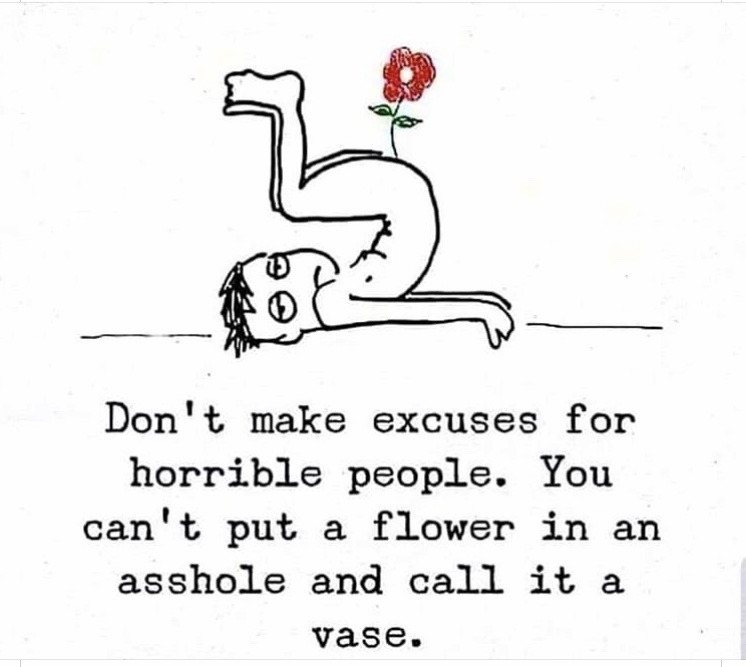 Don't make excuses for
horrible people. You
can't put a flower in an
asshole and call it a
vase.